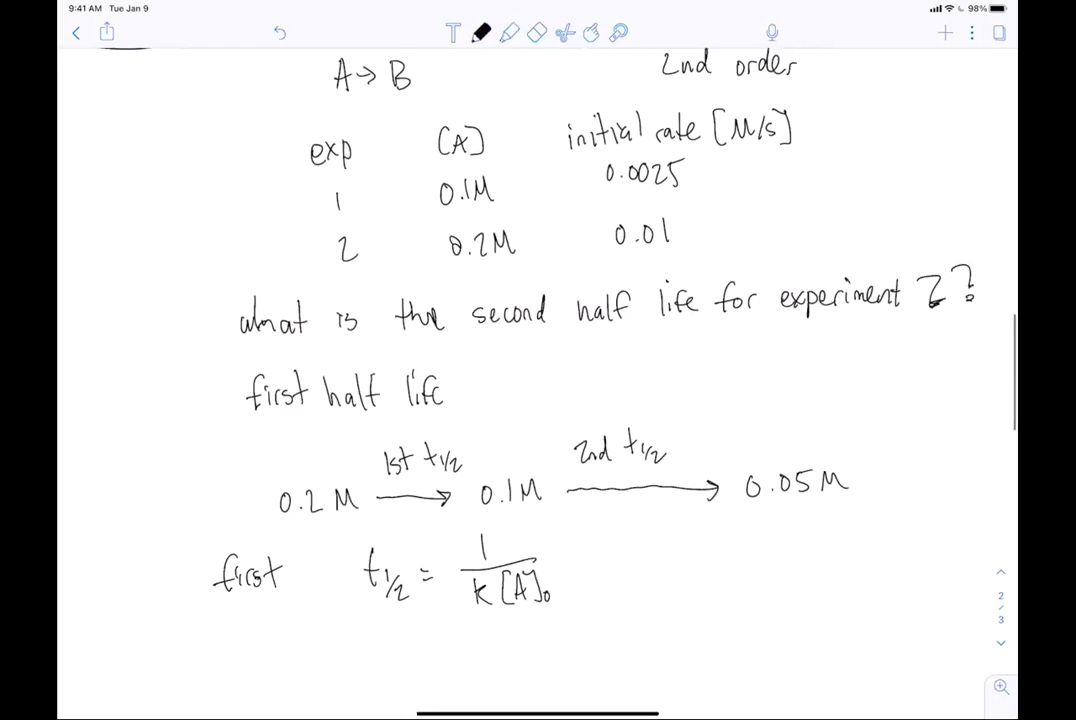 9:41 AM Tue Jan 9
98%
T
A → B 2nd order
exp [A] initial rate [M/s]
1 0.1M 0.0025
2 0.2M 0.01
what is the second half life for experiment 2?
first half life
1st t1/2 2nd t1/2
0.2 M → 0.1M → 0.05M
first t1/2 = 1 / k[A]0
2
/
3